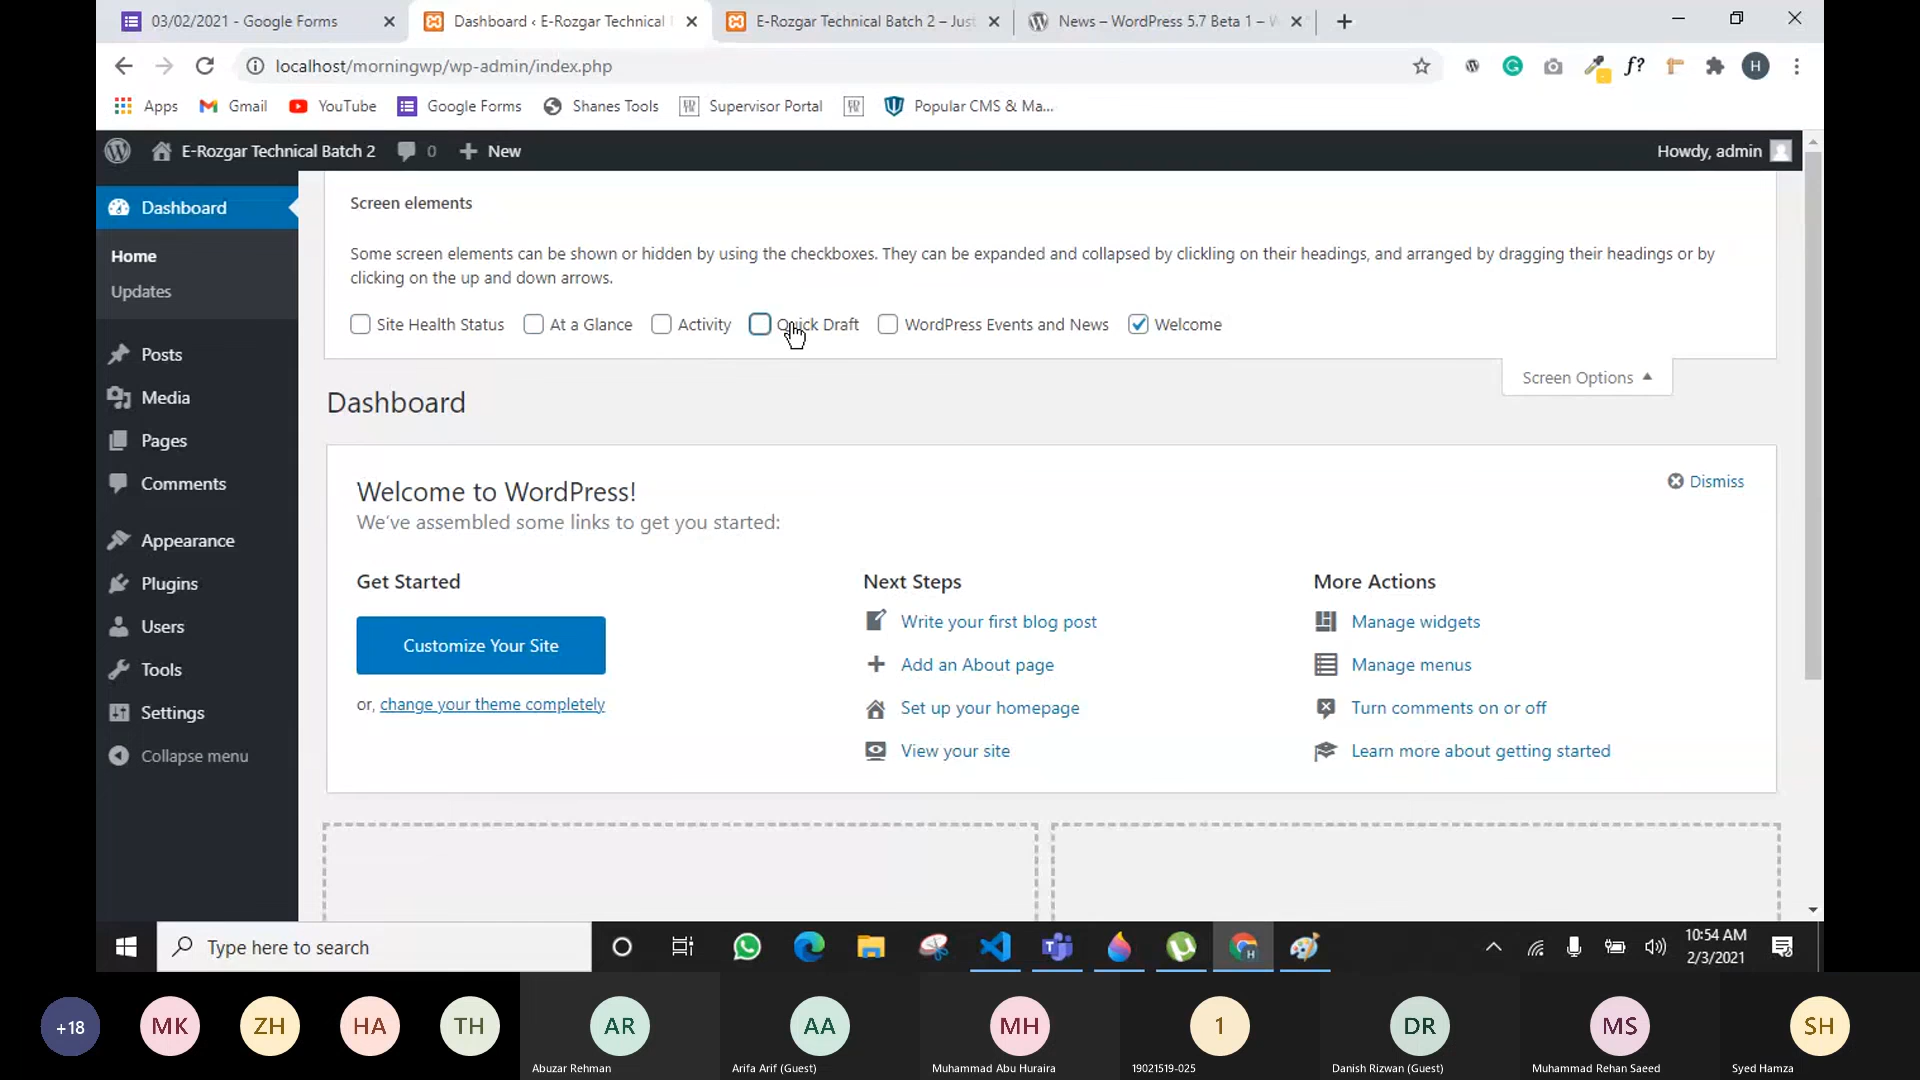 03/02/2021 - Google Forms
Dashboard ‹ E-Rozgar Technical
E-Rozgar Technical Batch 2 – Just
News – WordPress 5.7 Beta 1 –
localhost/morningwp/wp-admin/index.php
f?
H
Apps
Gmail
YouTube
Google Forms
Shanes Tools
Supervisor Portal
Popular CMS & Ma...
E-Rozgar Technical Batch 2
0
New
Howdy, admin
Dashboard
Home
Updates
Posts
Media
Pages
Comments
Appearance
Plugins
Users
Tools
Settings
Collapse menu
Screen elements
Some screen elements can be shown or hidden by using the checkboxes. They can be expanded and collapsed by clicking on their headings, and arranged by dragging their headings or by
clicking on the up and down arrows.
Site Health Status
At a Glance
Activity
Quick Draft
WordPress Events and News
Welcome
Screen Options
Dashboard
Welcome to WordPress!
Dismiss
We've assembled some links to get you started:
Get Started
Customize Your Site
or, change your theme completely
Next Steps
Write your first blog post
Add an About page
Set up your homepage
View your site
More Actions
Manage widgets
Manage menus
Turn comments on or off
Learn more about getting started
Type here to search
10:54 AM
2/3/2021
+18
MK
ZH
HA
TH
AR
Abuzar Rehman
AA
Arifa Arif (Guest)
MH
Muhammad Abu Huraira
1
19021519-025
DR
Danish Rizwan (Guest)
MS
Muhammad Rehan Saeed
SH
Syed Hamza